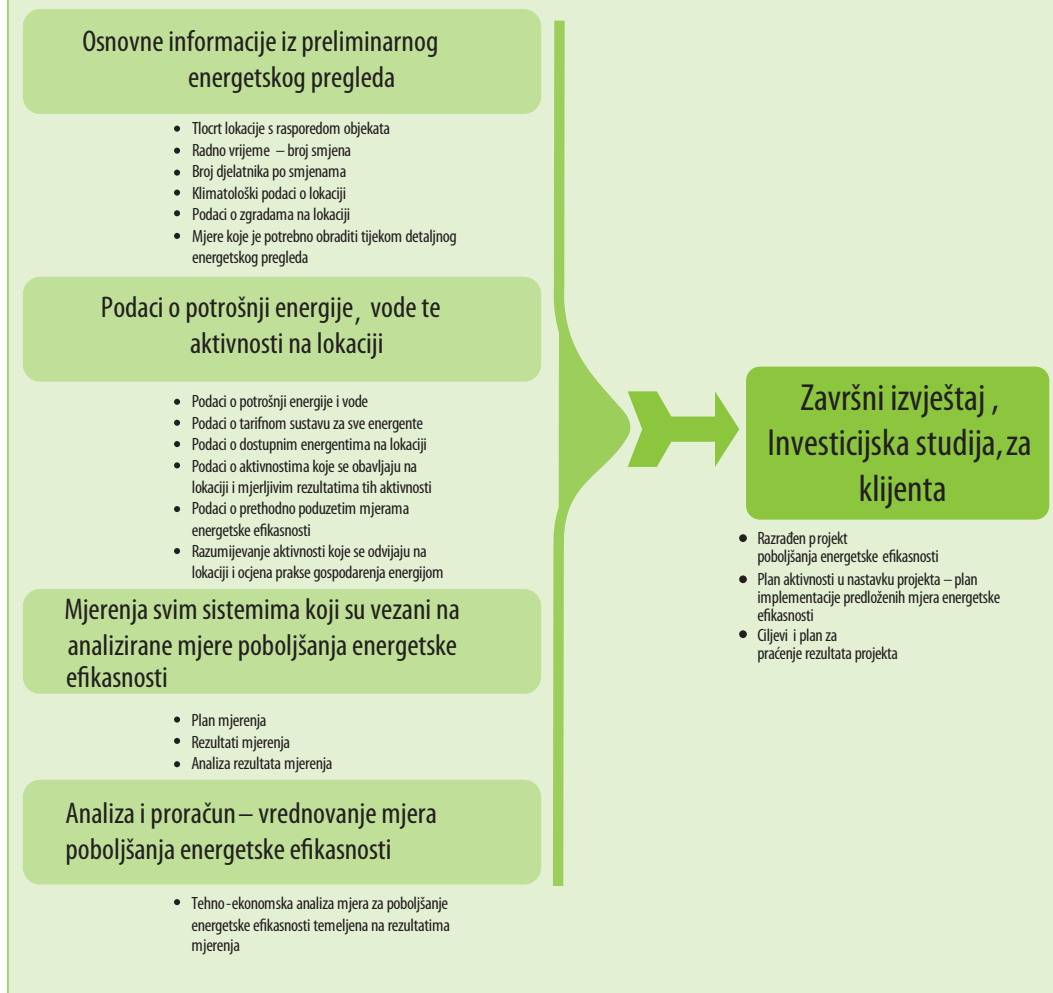 Osnovne informacije iz preliminarnog
energetskog pregleda
• Tlocrt lokacije s rasporedom objekata
• Radno vrijeme – broj smjena
• Broj djelatnika po smjenama
• Klimatološki podaci o lokaciji
• Podaci o zgradama na lokaciji
• Mjere koje je potrebno obraditi tijekom detaljnog
energetskog pregleda
Podaci o potrošnji energije, vode te
aktivnosti na lokaciji
• Podaci o potrošnji energije i vode
• Podaci o tarifnom sustavu za sve energente
• Podaci o dostupnim energentima na lokaciji
• Podaci o aktivnostima koje se obavljaju na
lokaciji i mjerljivim rezultatima tih aktivnosti
• Podaci o prethodno poduzetim mjerama
energetske efikasnosti
• Razumijevanje aktivnosti koje se odvijaju na
lokaciji i ocjena prakse gospodarenja energijom
Mjerenja svim sistemima koji su vezani na
analizirane mjere poboljšanja energetske
efikasnosti
• Plan mjerenja
• Rezultati mjerenja
• Analiza rezultata mjerenja
Analiza i proračun – vrednovanje mjera
poboljšanja energetske efikasnosti
• Tehno-ekonomska analiza mjera za poboljšanje
energetske efikasnosti temeljena na rezultatima
mjerenja
Završni izvještaj ,
Investicijska studija, za
klijenta
• Razrađen projekt
poboljšanja energetske efikasnosti
• Plan aktivnosti u nastavku projekta – plan
implementacije predloženih mjera energetske
efikasnosti
• Ciljevi i plan za
praćenje rezultata projekta